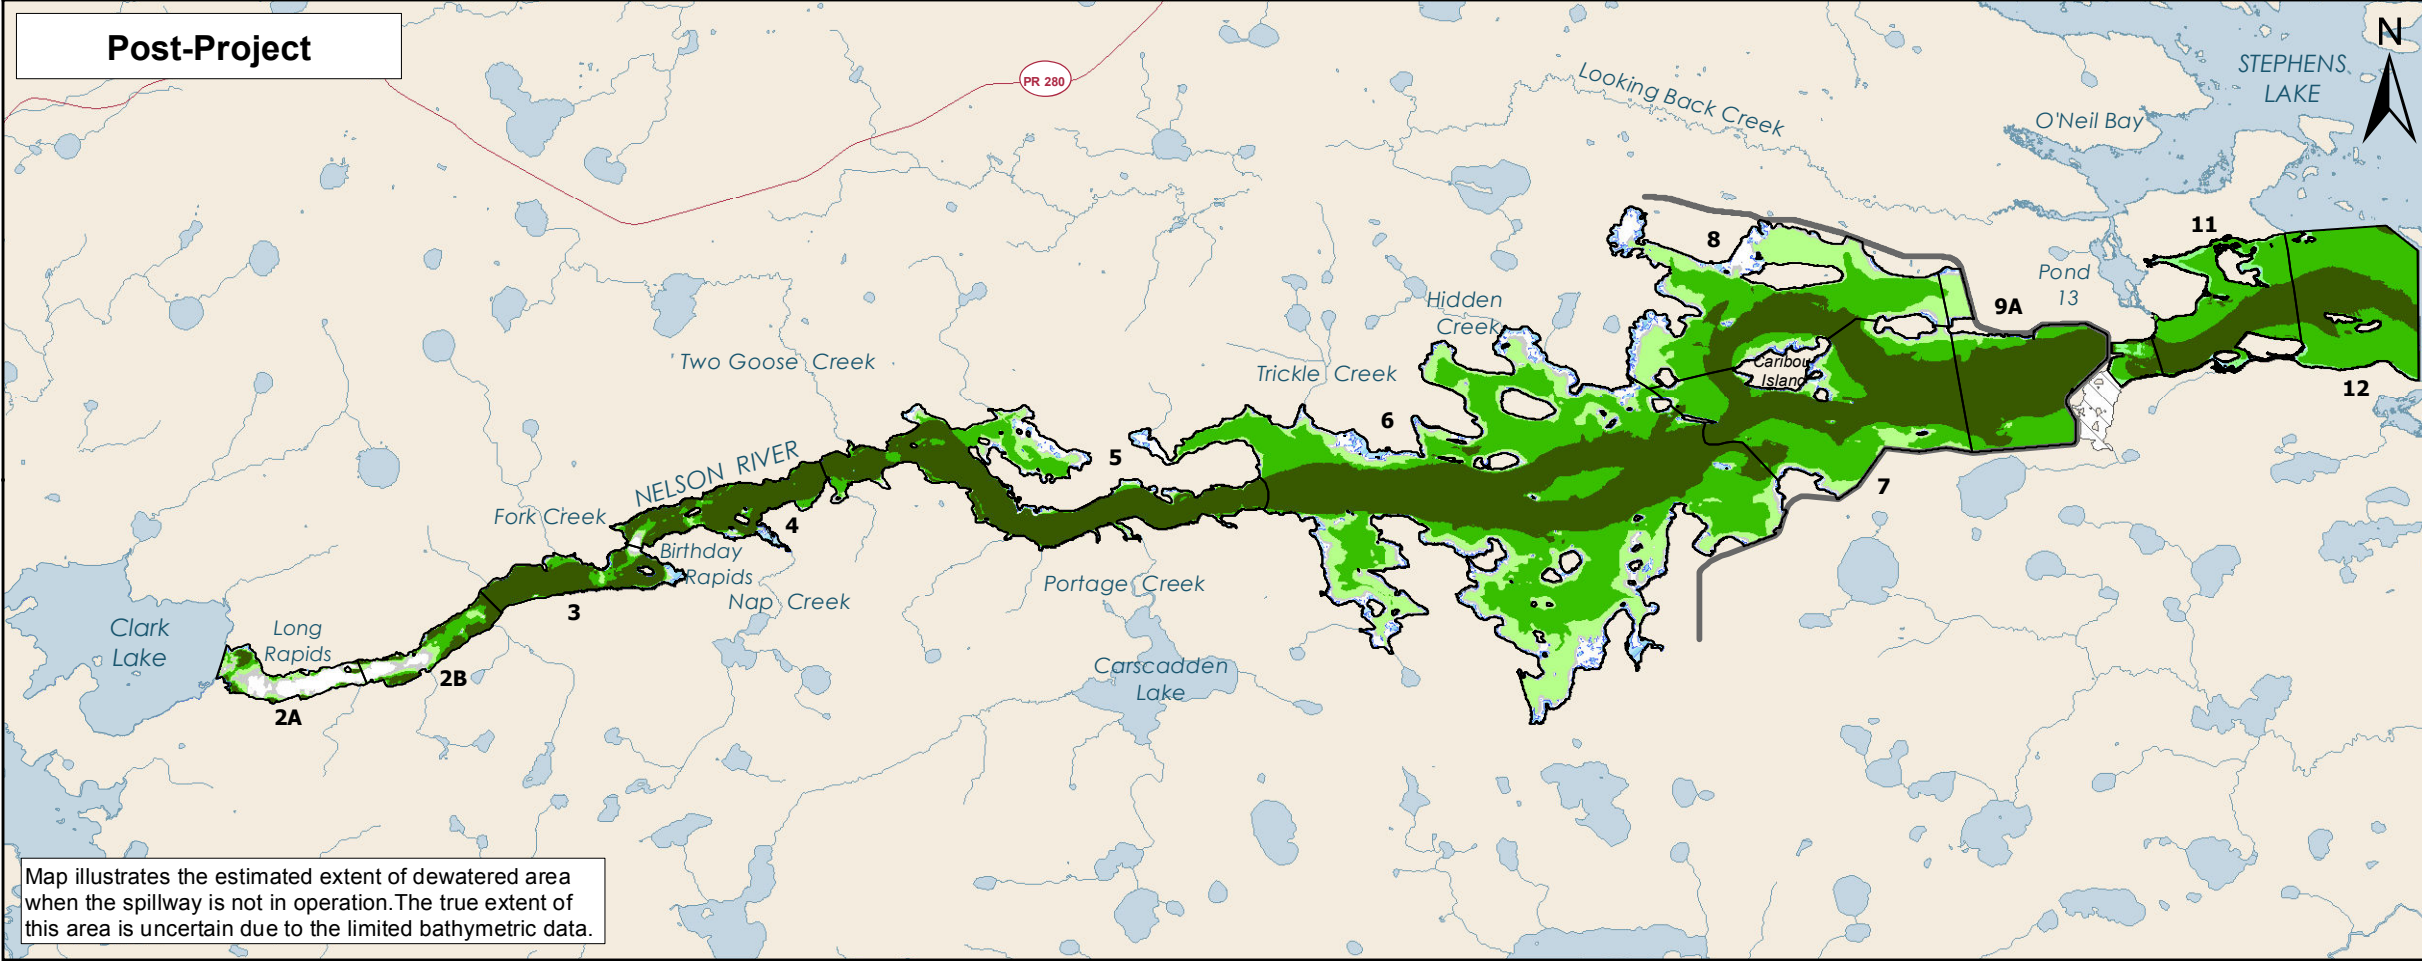 Post-Project
PR 280
Looking Back Creek
N
STEPHENS
LAKE
O'Neil Bay
11
8
Pond
13
9A
Hidden
Creek
Two Goose Creek
Trickle Creek
Caribou
Island
12
6
5
NELSON RIVER
7
Fork Creek
4
Birthday
Rapids
Portage Creek
Nap Creek
3
Clark
Lake
Long
Rapids
Carscadden
Lake
2B
2A
Map illustrates the estimated extent of dewatered area
when the spillway is not in operation.The true extent of
this area is uncertain due to the limited bathymetric data.